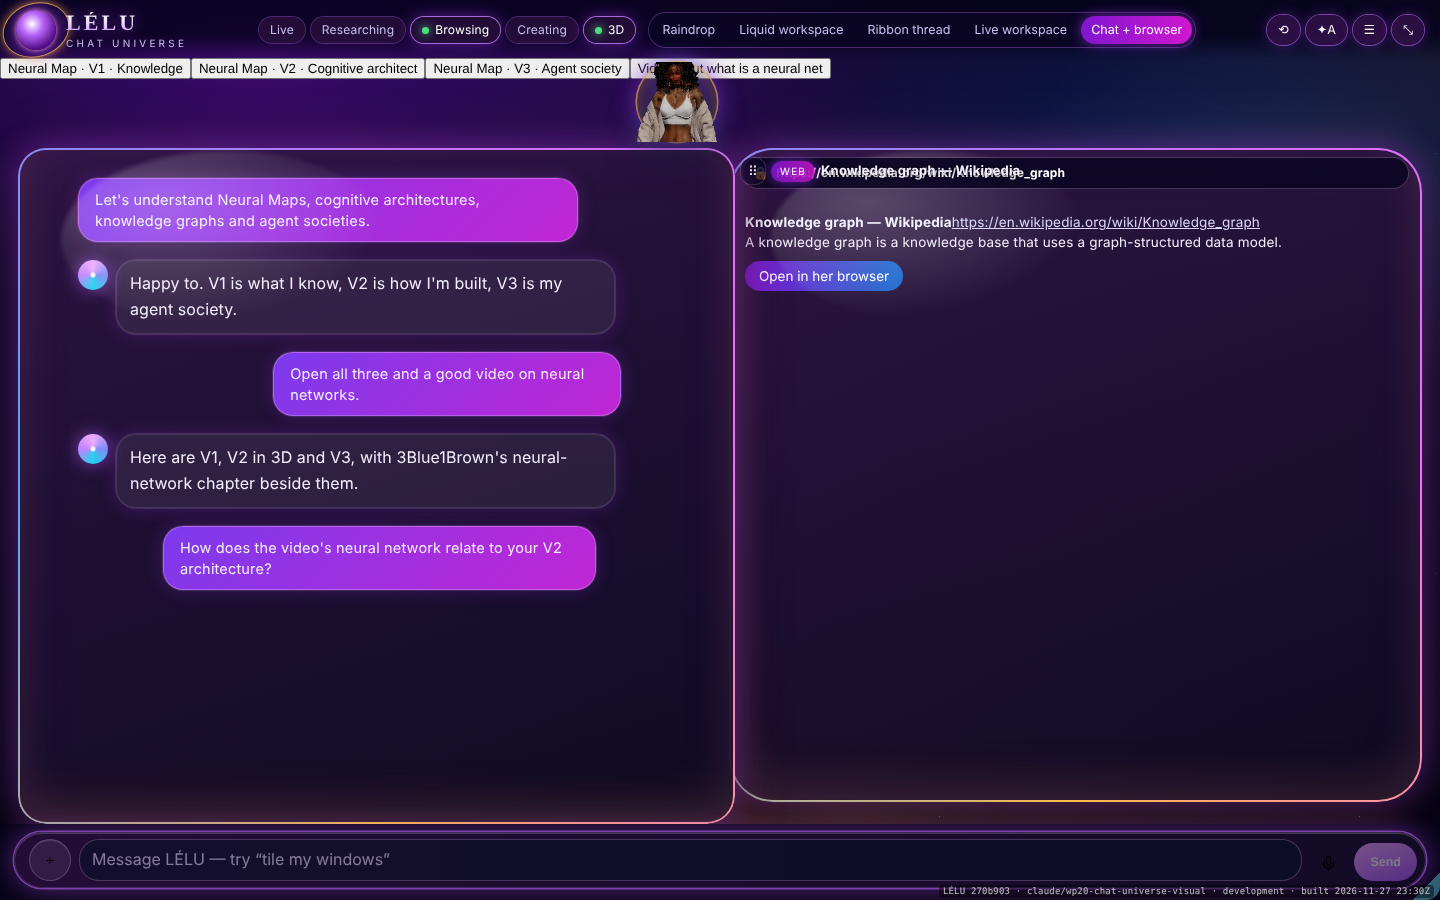 LÉLU
CHAT UNIVERSE
Live
Researching
Browsing
Creating
3D
Raindrop
Liquid workspace
Ribbon thread
Live workspace
Chat + browser
Neural Map · V1 · Knowledge
Neural Map · V2 · Cognitive architect
Neural Map · V3 · Agent society
what is a neural net
Let's understand Neural Maps, cognitive architectures,
knowledge graphs and agent societies.
Happy to. V1 is what I know, V2 is how I'm built, V3 is my
agent society.
Open all three and a good video on neural
networks.
Here are V1, V2 in 3D and V3, with 3Blue1Brown's neural-
network chapter beside them.
How does the video's neural network relate to your V2
architecture?
WEB
Knowledge graph — Wikipedia
Knowledge graph — Wikipediahttps://en.wikipedia.org/wiki/Knowledge_graph
A knowledge graph is a knowledge base that uses a graph-structured data model.
Open in her browser
Message LÉLU — try “tile my windows”
Send
LÉLU 270b903 · claude/wp20-chat-universe-visual · development · built 2026-11-27 23:30Z